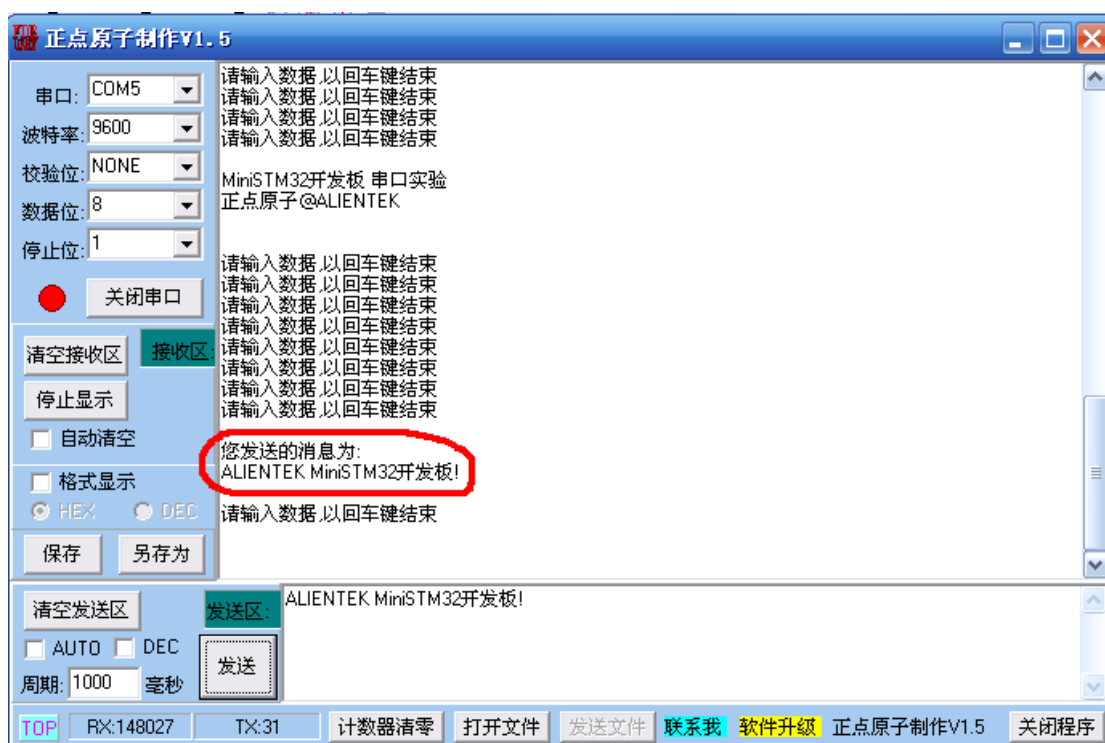 正点原子制作V1.5
串口: COM5
波特率: 9600
校验位: NONE
数据位: 8
停止位: 1
关闭串口
清空接收区 接收区:
停止显示
自动清空
格式显示
HEX DEC
保存 另存为
请输入数据,以回车键结束
请输入数据,以回车键结束
请输入数据,以回车键结束
请输入数据,以回车键结束
MiniSTM32开发板 串口实验
正点原子@ALIENTEK
请输入数据,以回车键结束
请输入数据,以回车键结束
请输入数据,以回车键结束
请输入数据,以回车键结束
请输入数据,以回车键结束
请输入数据,以回车键结束
请输入数据,以回车键结束
请输入数据,以回车键结束
您发送的消息为:
ALIENTEK MiniSTM32开发板!
请输入数据,以回车键结束
清空发送区 发送区:
AUTO DEC
发送
周期: 1000 毫秒
ALIENTEK MiniSTM32开发板!
TOP RX:148027 TX:31 计数器清零 打开文件 发送文件 联系我 软件升级 正点原子制作V1.5 关闭程序